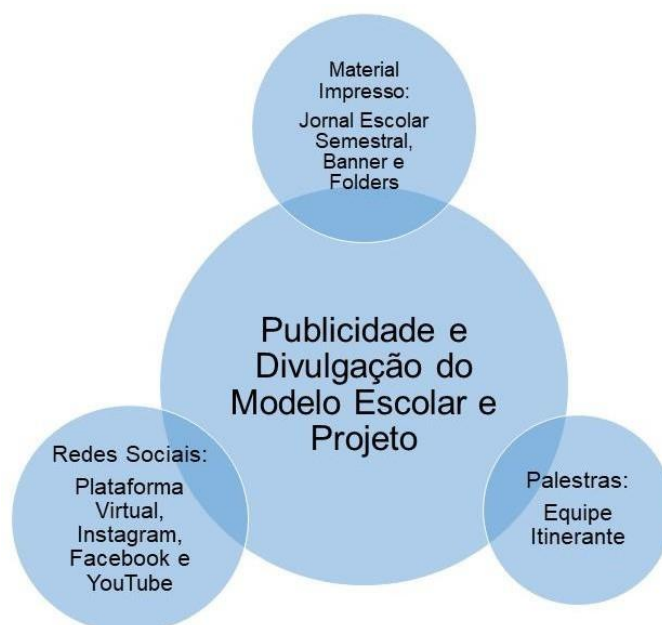 Material
Impresso:
Jornal Escolar
Semestral,
Banner e
Folders
Publicidade e
Divulgação do
Modelo Escolar e
Projeto
Redes Sociais:
Plataforma
Virtual,
Instagram,
Facebook e
YouTube
Palestras:
Equipe
Itinerante